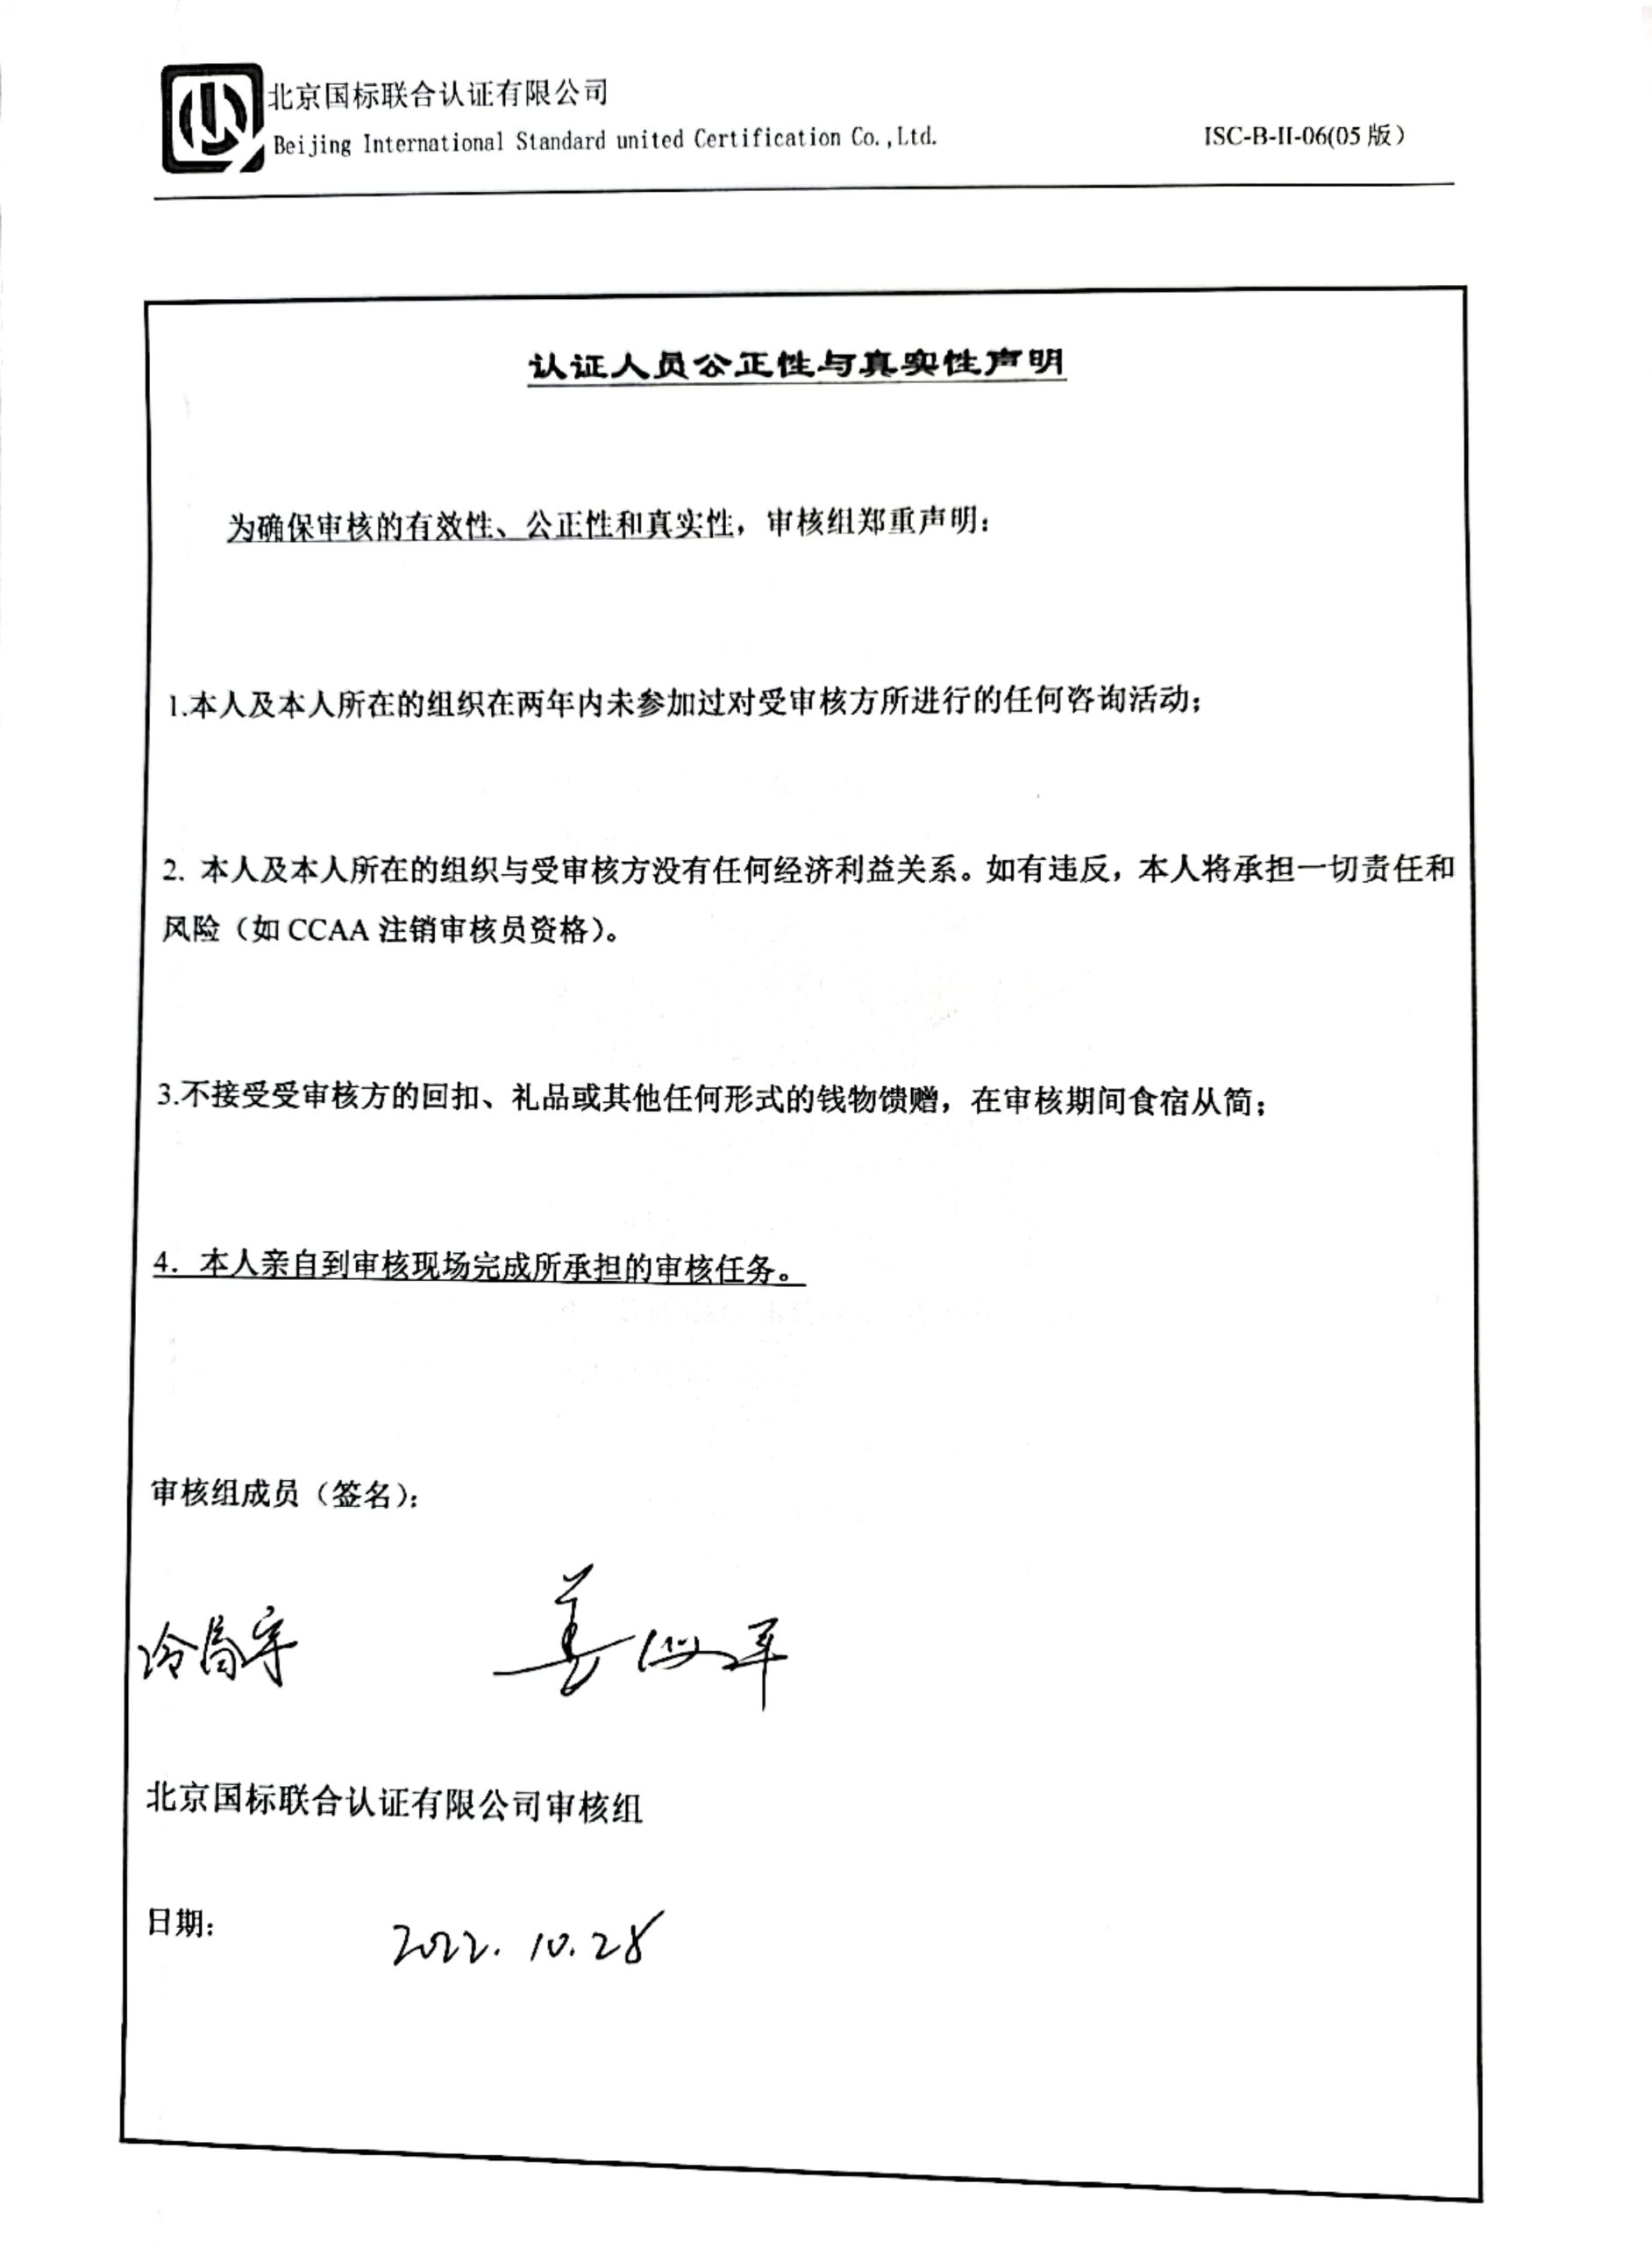 北京国标联合认证有限公司
Beijing International Standard united Certification Co.,Ltd.
ISC-B-II-06(05 版)
认证人员公正性与真实性声明
为确保审核的有效性、公正性和真实性，审核组郑重声明：
1.本人及本人所在的组织在两年内未参加过对受审核方所进行的任何咨询活动；
2. 本人及本人所在的组织与受审核方没有任何经济利益关系。如有违反，本人将承担一切责任和
风险（如 CCAA 注销审核员资格）。
3.不接受受审核方的回扣、礼品或其他任何形式的钱物馈赠，在审核期间食宿从简；
4. 本人亲自到审核现场完成所承担的审核任务。
审核组成员（签名）：
北京国标联合认证有限公司审核组
日期：
2022.10.28